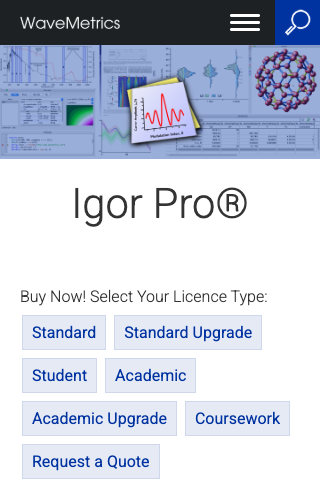 WaveMetrics
Igor Pro®
Buy Now! Select Your Licence Type:
Standard
Standard Upgrade
Student
Academic
Academic Upgrade
Coursework
Request a Quote